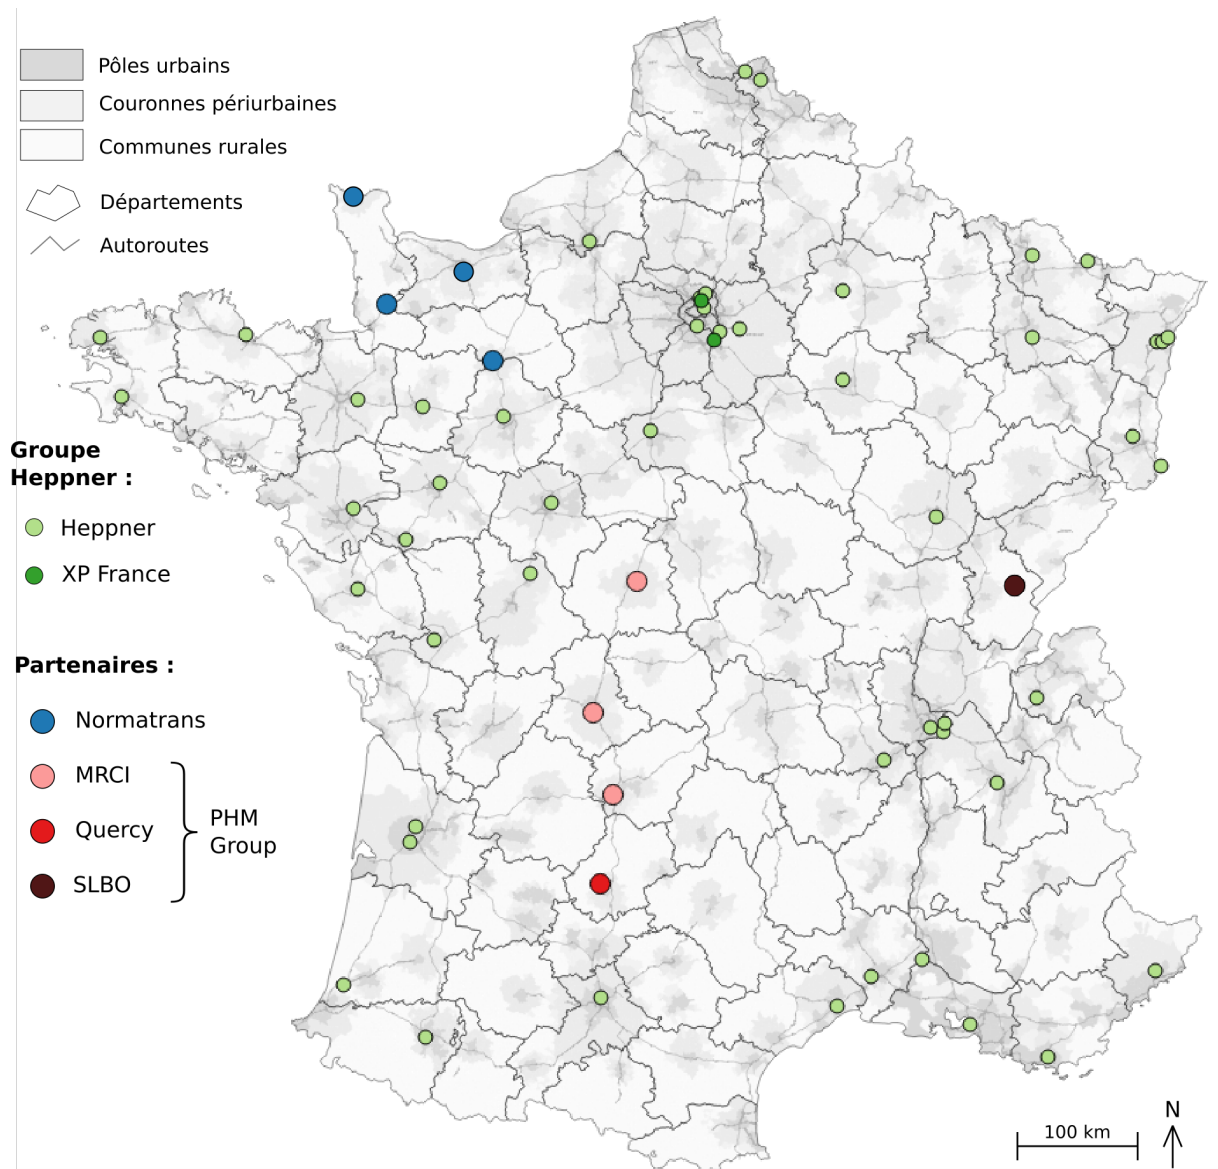 Pôles urbains
Couronnes périurbaines
Communes rurales
Départements
Autoroutes
Groupe
Heppner :
Heppner
XP France
Partenaires :
Normatrans
MRCI
Quercy
SLBO
PHM
Group
100 km
N